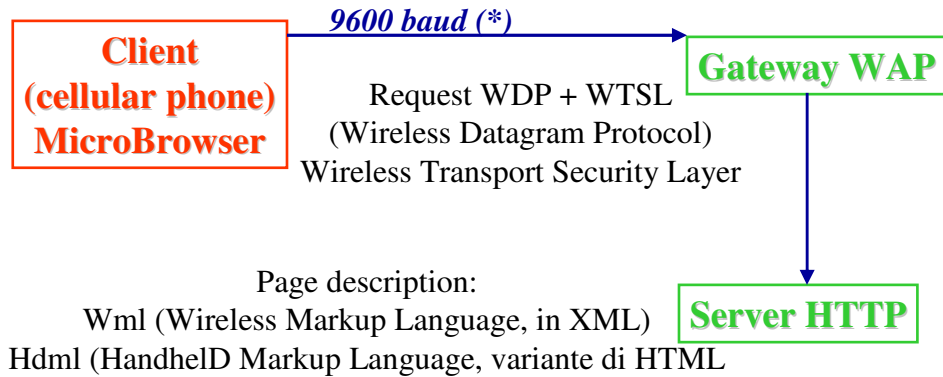 9600 baud (*)
Client
(cellular phone)
MicroBrowser
Gateway WAP
Request WDP + WTSL
(Wireless Datagram Protocol)
Wireless Transport Security Layer
Page description:
Wml (Wireless Markup Language, in XML)
Hdml (HandhelD Markup Language, variante di HTML
Server HTTP